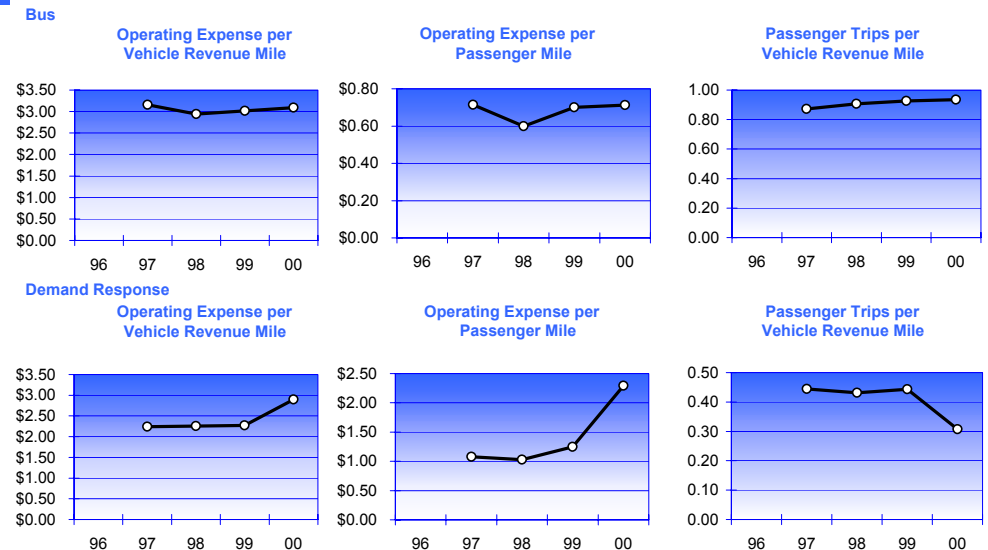 Bus
Operating Expense per
Vehicle Revenue Mile
$3.50
$3.00
$2.50
$2.00
$1.50
$1.00
$0.50
$0.00
96 97 98 99 00
Operating Expense per
Passenger Mile
$0.80
$0.60
$0.40
$0.20
$0.00
96 97 98 99 00
Passenger Trips per
Vehicle Revenue Mile
1.00
0.80
0.60
0.40
0.20
0.00
96 97 98 99 00
Demand Response
Operating Expense per
Vehicle Revenue Mile
$3.50
$3.00
$2.50
$2.00
$1.50
$1.00
$0.50
$0.00
96 97 98 99 00
Operating Expense per
Passenger Mile
$2.50
$2.00
$1.50
$1.00
$0.50
$0.00
96 97 98 99 00
Passenger Trips per
Vehicle Revenue Mile
0.50
0.40
0.30
0.20
0.10
0.00
96 97 98 99 00